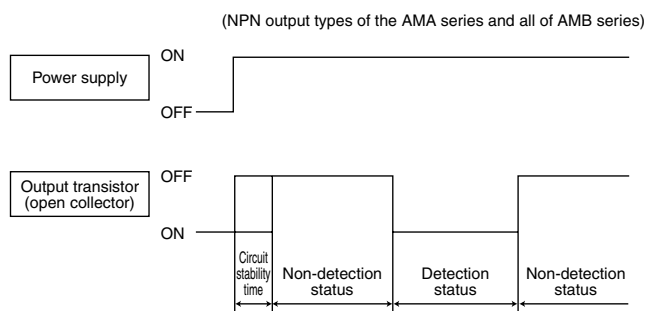 (NPN output types of the AMA series and all of AMB series)
Power supply
ON
OFF
Output transistor
(open collector)
OFF
ON
Circuit
stability
time
Non-detection
status
Detection
status
Non-detection
status